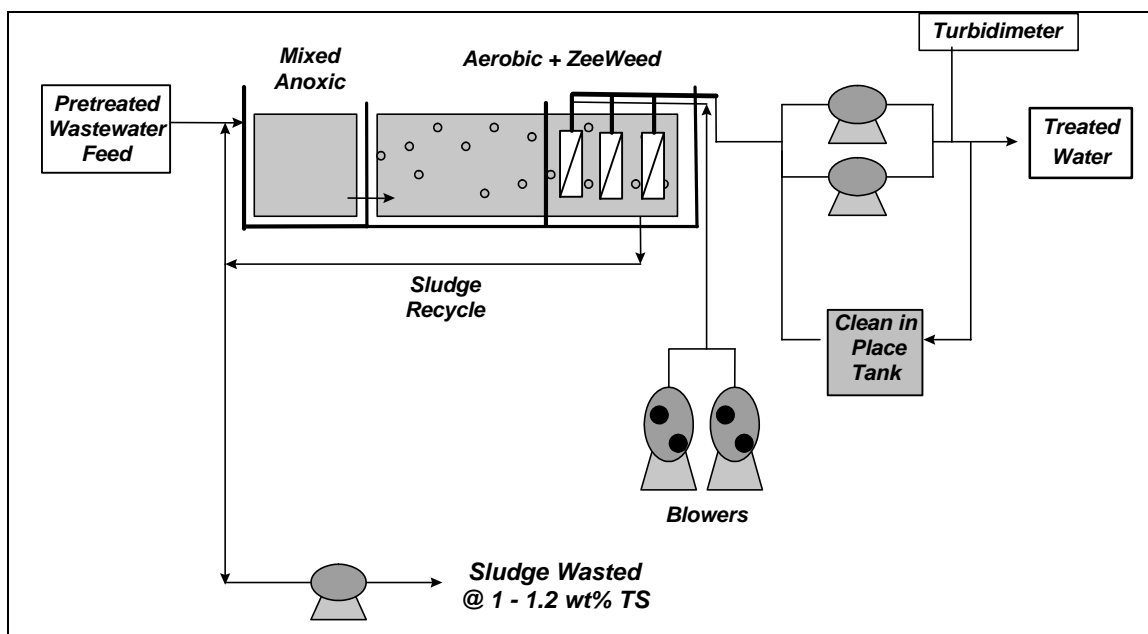 Turbidimeter
Mixed
Anoxic
Aerobic + ZeeWeed
Pretreated
Wastewater
Feed
Treated
Water
Sludge
Recycle
Clean in
Place
Tank
Blowers
Sludge Wasted
@ 1 - 1.2 wt% TS